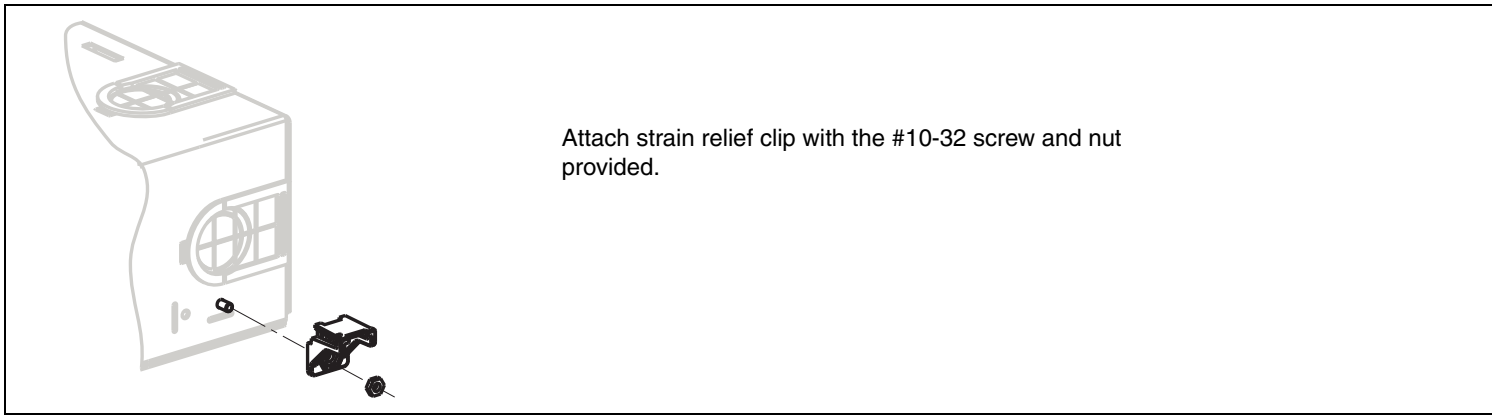 Attach strain relief clip with the #10-32 screw and nut
provided.